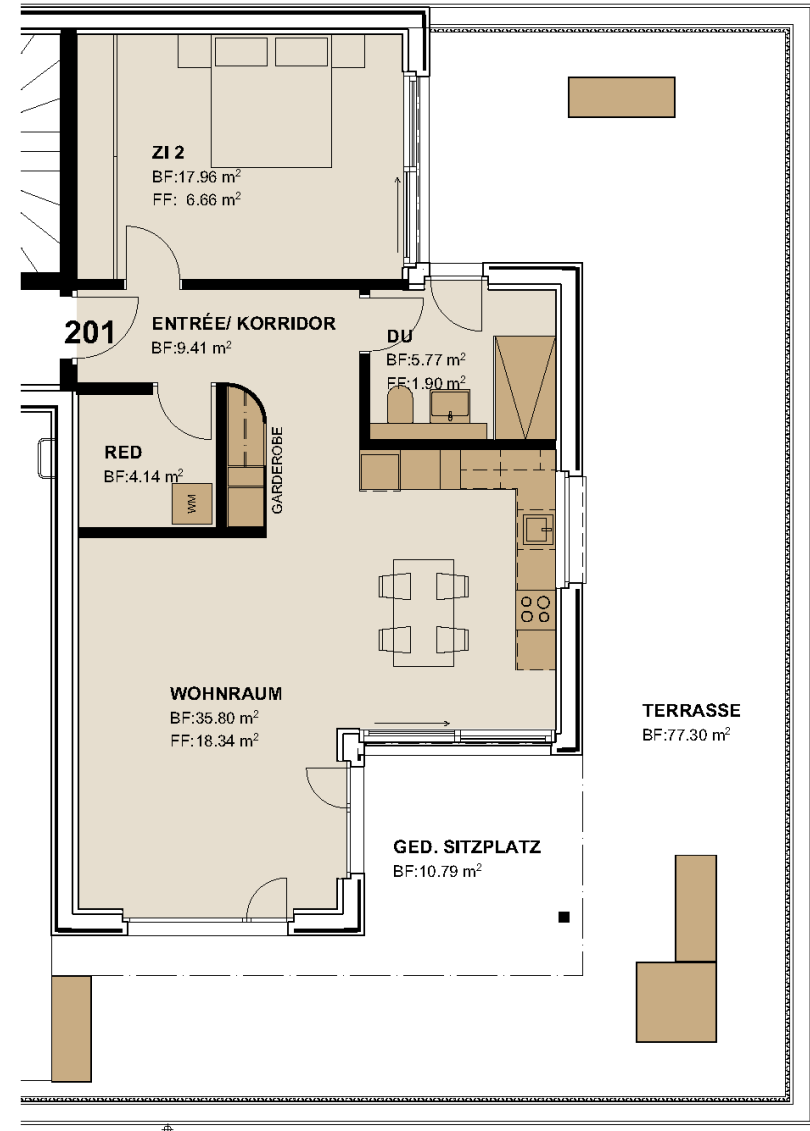 ZI 2
BF:17.96 m²
FF: 6.66 m²
201
ENTRÉE/ KORRIDOR
BF:9.41 m²
DU
BF:5.77 m²
FF:1.90 m²
RED
BF:4.14 m²
WM
GARDEROBE
WOHNRAUM
BF:35.80 m²
FF:18.34 m²
TERRASSE
BF:77.30 m²
GED. SITZPLATZ
BF:10.79 m²